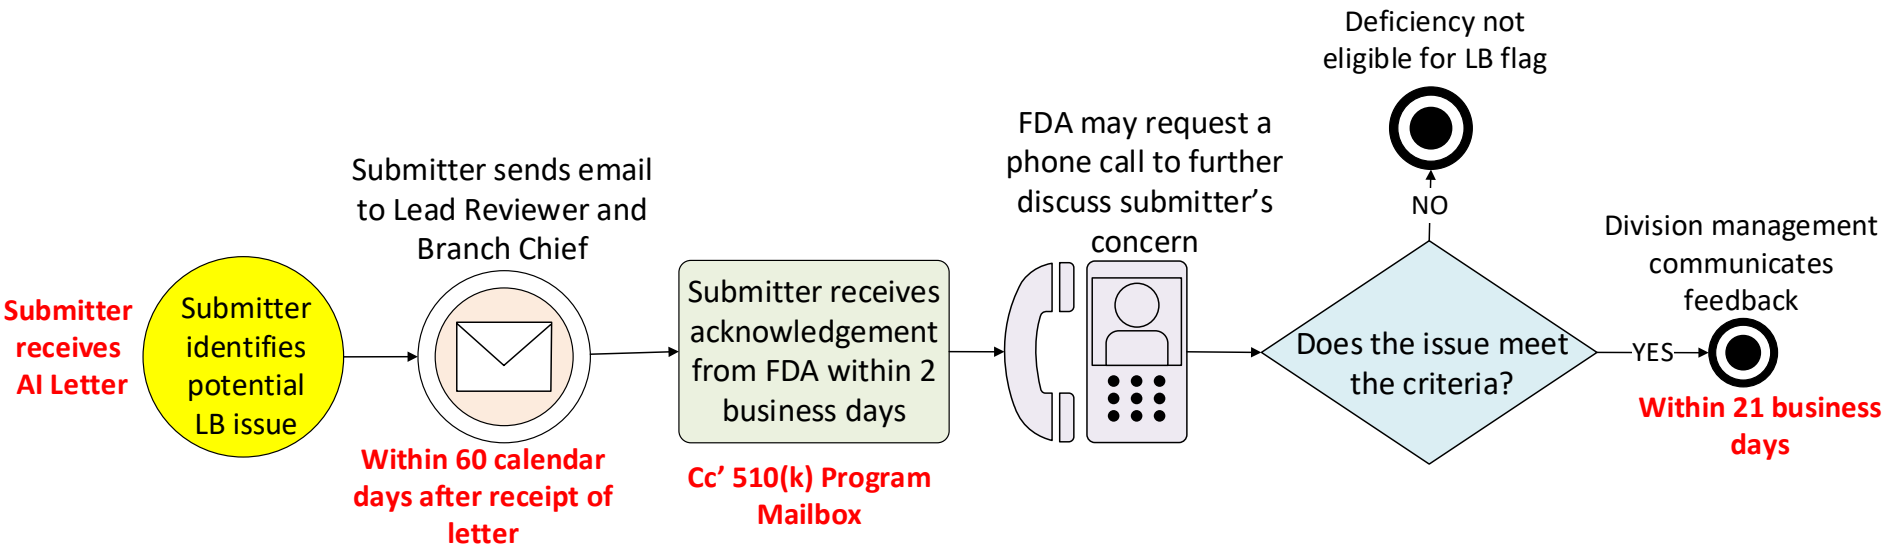 Submitter
receives
AI Letter
Submitter
identifies
potential
LB issue
Submitter sends email
to Lead Reviewer and
Branch Chief
Within 60 calendar
days after receipt of
letter
Submitter receives
acknowledgement
from FDA within 2
business days
Cc’ 510(k) Program
Mailbox
FDA may request a
phone call to further
discuss submitter’s
concern
Does the issue meet
the criteria?
NO
Deficiency not
eligible for LB flag
YES
Division management
communicates
feedback
Within 21 business
days